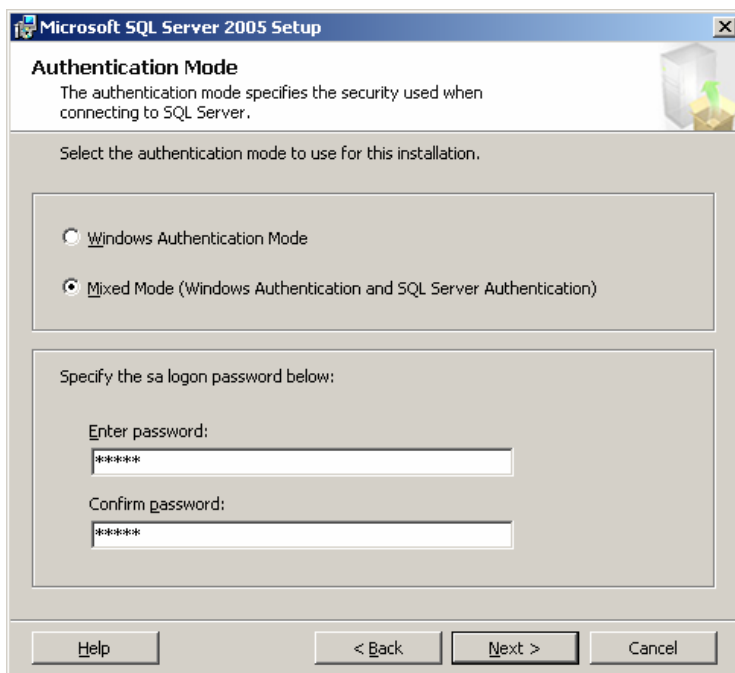 Microsoft SQL Server 2005 Setup
Authentication Mode
The authentication mode specifies the security used when
connecting to SQL Server.
Select the authentication mode to use for this installation.
Windows Authentication Mode
Mixed Mode (Windows Authentication and SQL Server Authentication)
Specify the sa logon password below:
Enter password:
*****
Confirm password:
*****
Help
< Back
Next >
Cancel